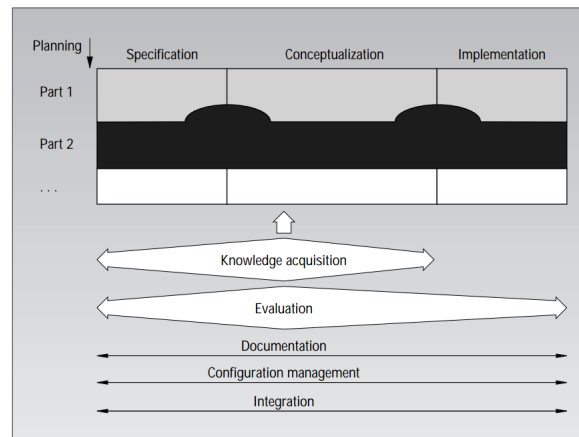 Planning
Specification
Conceptualization
Implementation
Part 1
Part 2
. . .
Knowledge acquisition
Evaluation
Documentation
Configuration management
Integration